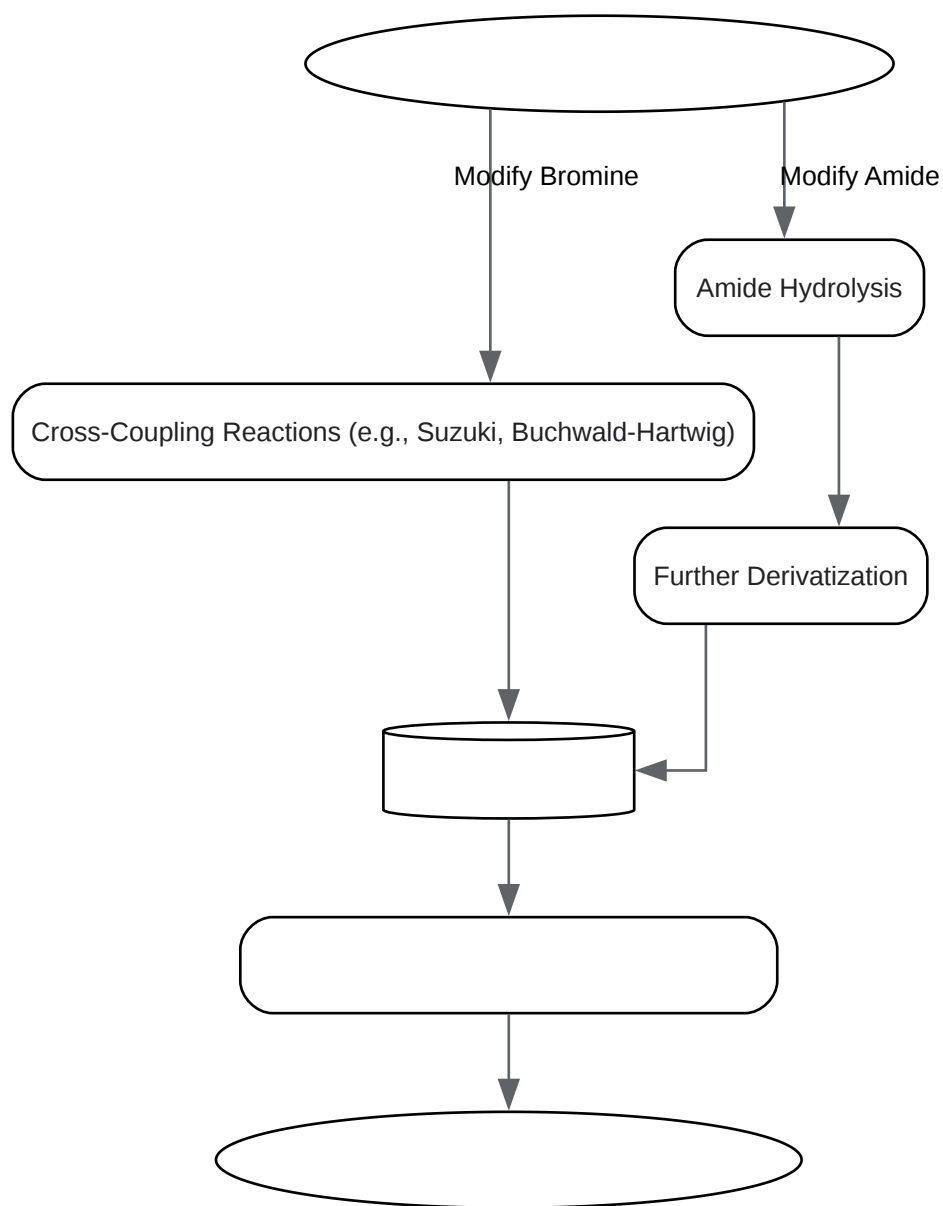 Modify Bromine
Modify Amide
Amide Hydrolysis
Cross-Coupling Reactions (e.g., Suzuki, Buchwald-Hartwig)
Further Derivatization